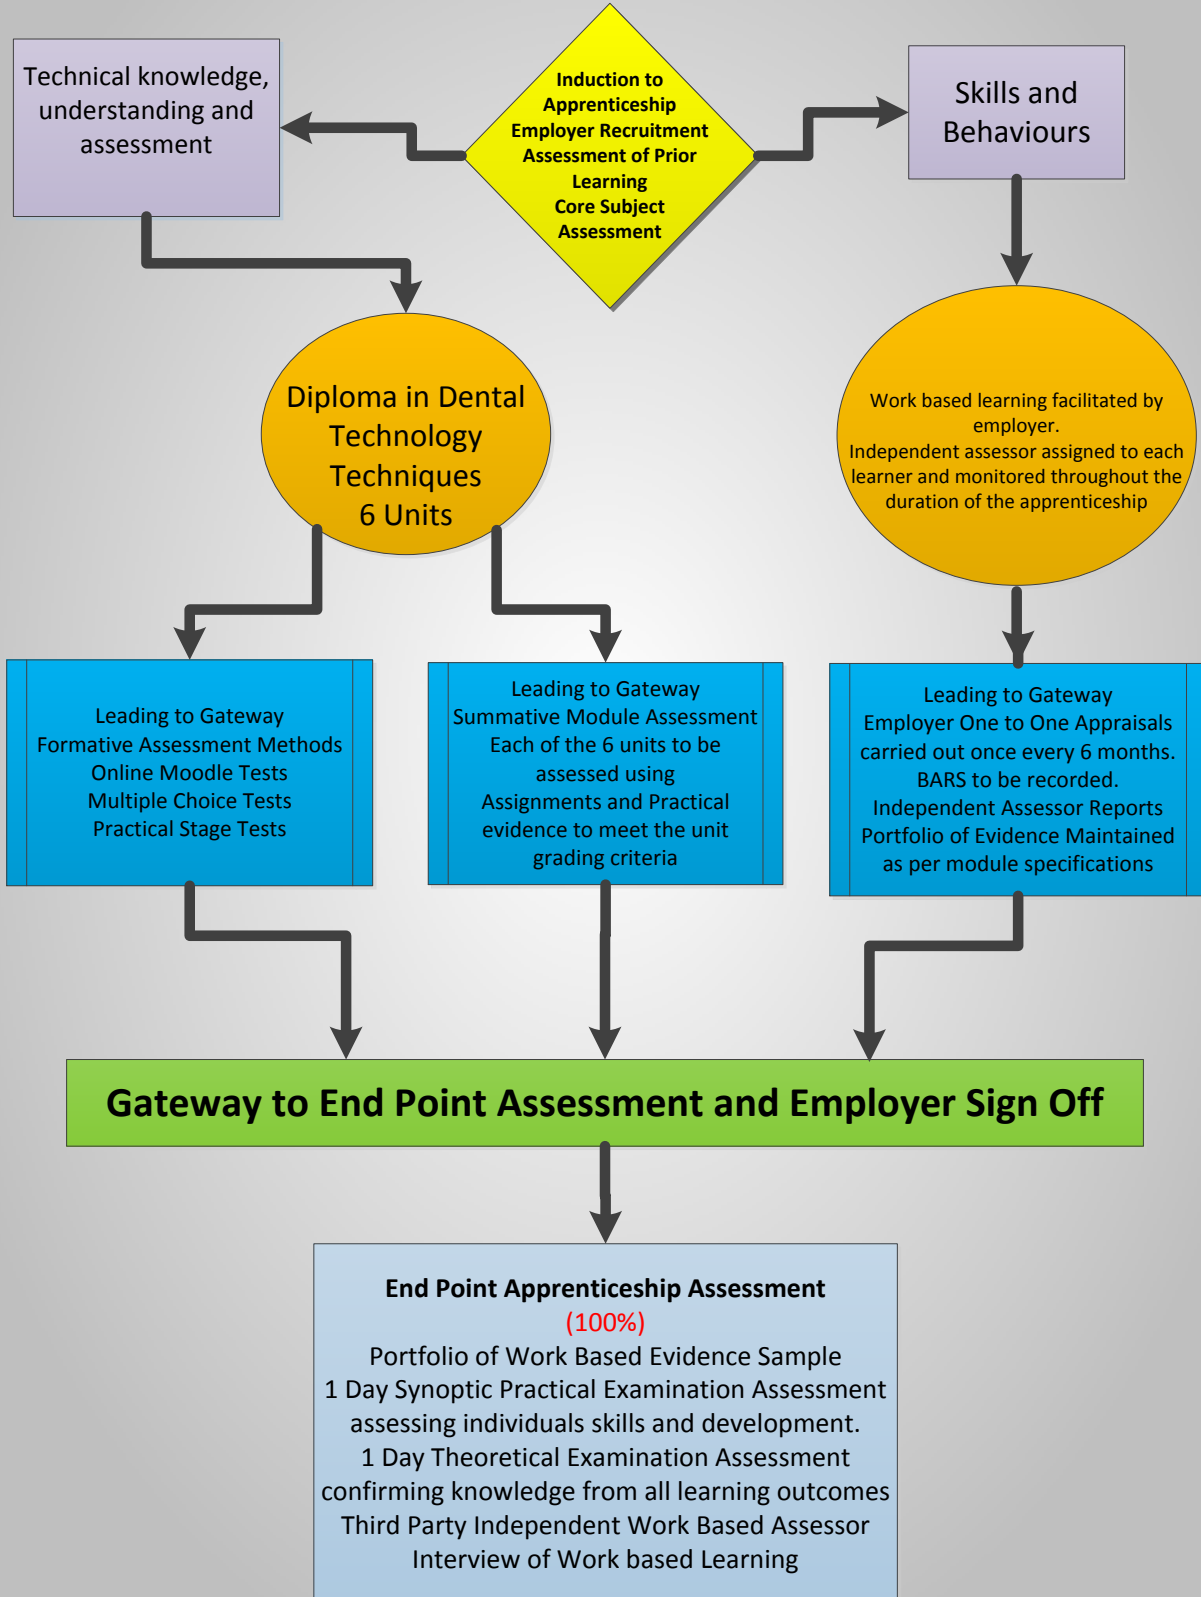 Technical knowledge,
understanding and
assessment
Induction to
Apprenticeship
Employer Recruitment
Assessment of Prior
Learning
Core Subject
Assessment
Skills and
Behaviours
Diploma in Dental
Technology
Techniques
6 Units
Work based learning facilitated by
employer.
Independent assessor assigned to each
learner and monitored throughout the
duration of the apprenticeship
Leading to Gateway
Formative Assessment Methods
Online Moodle Tests
Multiple Choice Tests
Practical Stage Tests
Leading to Gateway
Summative Module Assessment
Each of the 6 units to be
assessed using
Assignments and Practical
evidence to meet the unit
grading criteria
Leading to Gateway
Employer One to One Appraisals
carried out once every 6 months.
BARS to be recorded.
Independent Assessor Reports
Portfolio of Evidence Maintained
as per module specifications
Gateway to End Point Assessment and Employer Sign Off
End Point Apprenticeship Assessment
(100%)
Portfolio of Work Based Evidence Sample
1 Day Synoptic Practical Examination Assessment
assessing individuals skills and development.
1 Day Theoretical Examination Assessment
confirming knowledge from all learning outcomes
Third Party Independent Work Based Assessor
Interview of Work based Learning